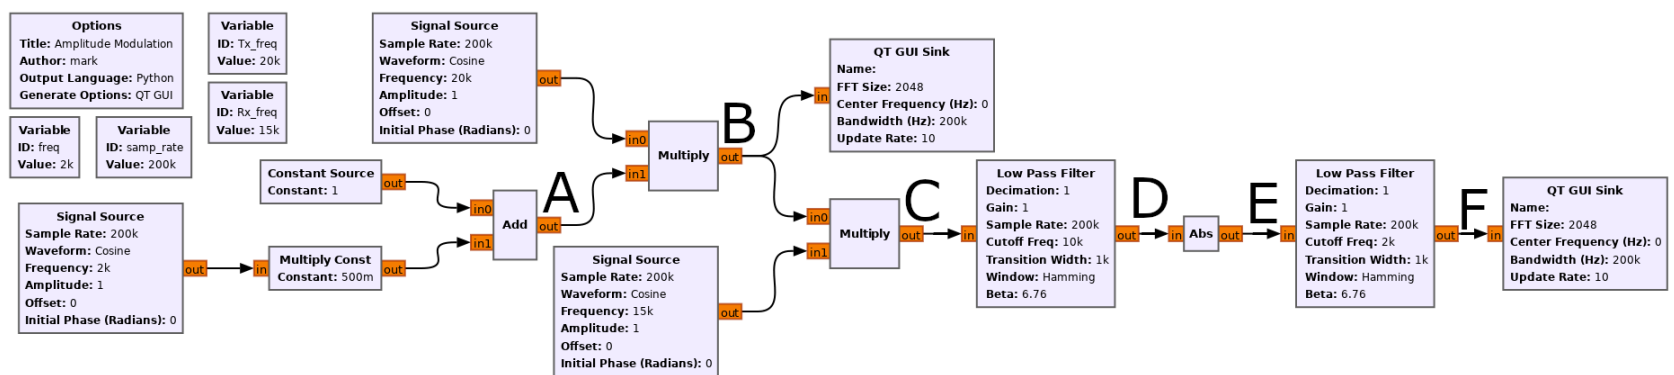 Options
Title: Amplitude Modulation
Author: mark
Output Language: Python
Generate Options: QT GUI
Variable
ID: Tx_freq
Value: 20k
Variable
ID: Rx_freq
Value: 15k
Variable
ID: freq
Value: 2k
Variable
ID: samp_rate
Value: 200k
Signal Source
Sample Rate: 200k
Waveform: Cosine
Frequency: 20k
Amplitude: 1
Offset: 0
Initial Phase (Radians): 0
out
Constant Source
Constant: 1
out
Signal Source
Sample Rate: 200k
Waveform: Cosine
Frequency: 2k
Amplitude: 1
Offset: 0
Initial Phase (Radians): 0
out
in
Multiply Const
Constant: 500m
out
in0
in1
Add
out
A
in0
in1
Multiply
out
B
in
QT GUI Sink
Name:
FFT Size: 2048
Center Frequency (Hz): 0
Bandwidth (Hz): 200k
Update Rate: 10
Signal Source
Sample Rate: 200k
Waveform: Cosine
Frequency: 15k
Amplitude: 1
Offset: 0
Initial Phase (Radians): 0
out
in0
in1
Multiply
out
C
in
Low Pass Filter
Decimation: 1
Gain: 1
Sample Rate: 200k
Cutoff Freq: 10k
Transition Width: 1k
Window: Hamming
Beta: 6.76
out
D
in
Abs
out
E
in
Low Pass Filter
Decimation: 1
Gain: 1
Sample Rate: 200k
Cutoff Freq: 2k
Transition Width: 1k
Window: Hamming
Beta: 6.76
out
F
in
QT GUI Sink
Name:
FFT Size: 2048
Center Frequency (Hz): 0
Bandwidth (Hz): 200k
Update Rate: 10